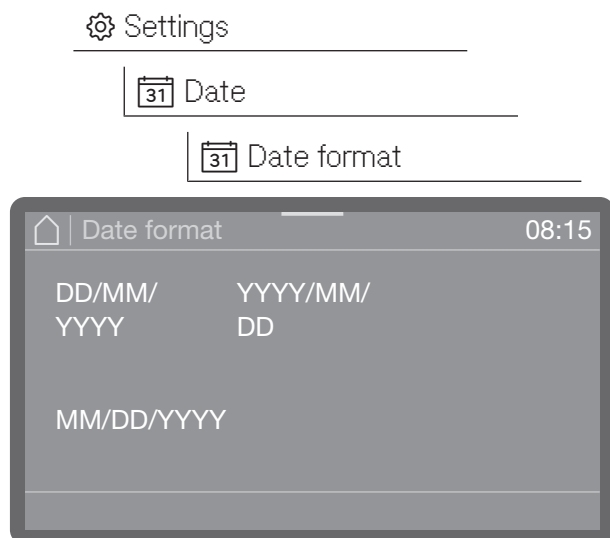 Settings
31 Date
31 Date format
Date format 08:15
DD/MM/ YYYY/MM/
YYYY DD
MM/DD/YYYY